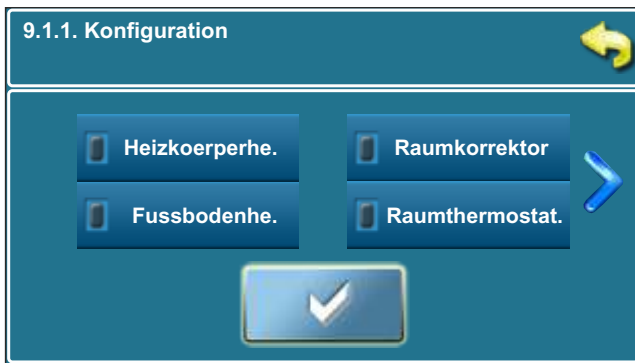 9.1.1. Konfiguration
Heizkoerperhe.
Raumkorrektor
Fussbodenhe.
Raumthermostat.